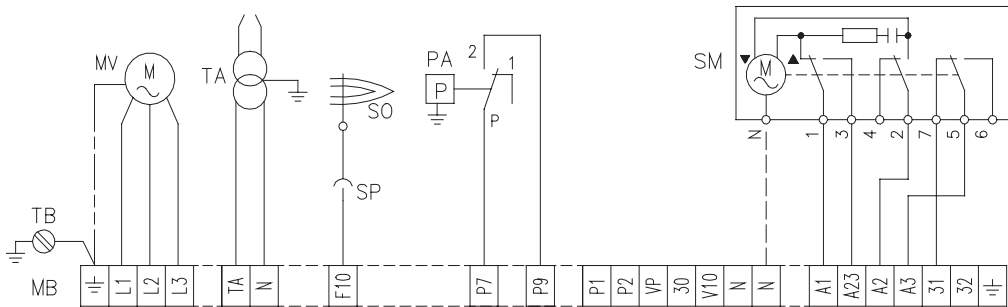 MV
M
TA
SO
PA
P
2
1
P
SP
SM
M
N
1
3
4
2
7
5
6
TB
MB
L1
L2
L3
TA
N
F10
P7
P9
P1
P2
VP
30
V10
N
N
A1
A23
A2
A3
31
32